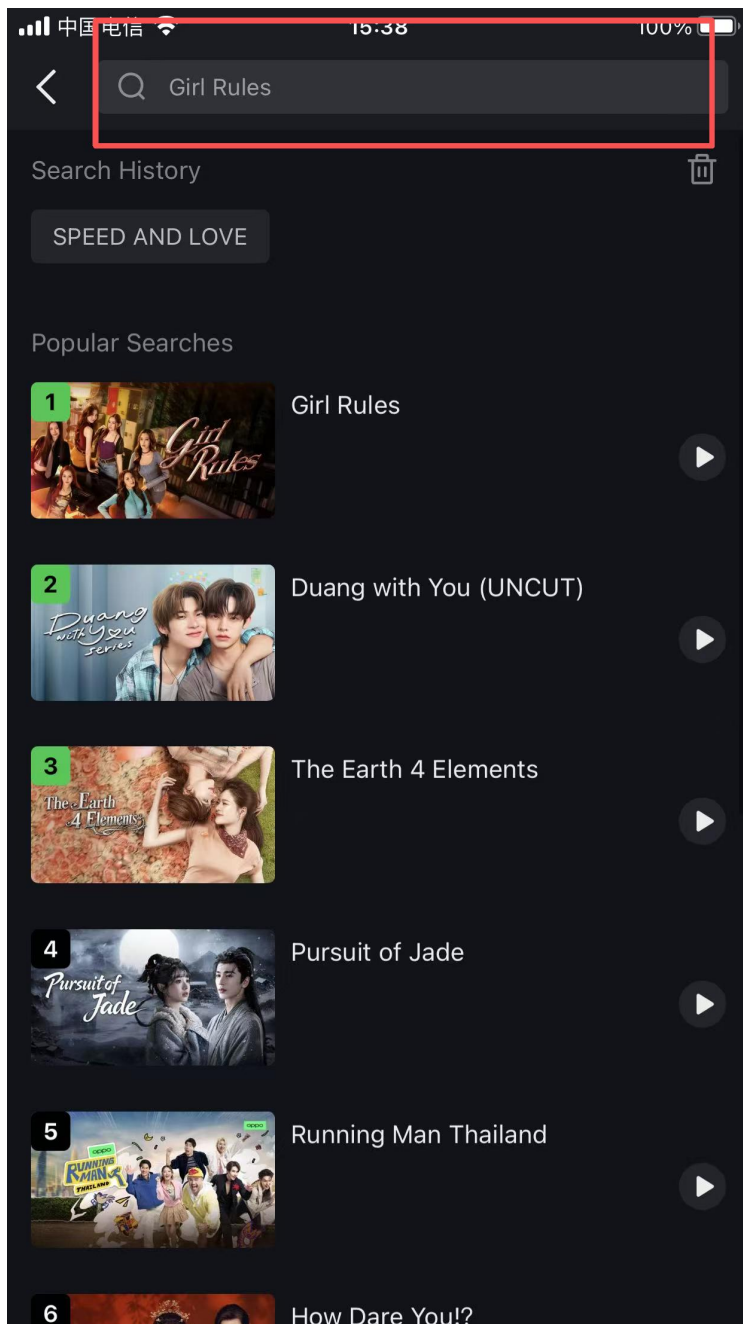 中国电信 15:38 100%
Girl Rules
Search History
SPEED AND LOVE
Popular Searches
1
Girl
Rules
Girl Rules
2
Duang
with You
series
Duang with You (UNCUT)
3
The Earth
4 Elements
The Earth 4 Elements
4
Pursuit of
Jade
Pursuit of Jade
5
oppo
oppo
RUNNING
MAN
THAILAND
Running Man Thailand
6
How Dare You!?